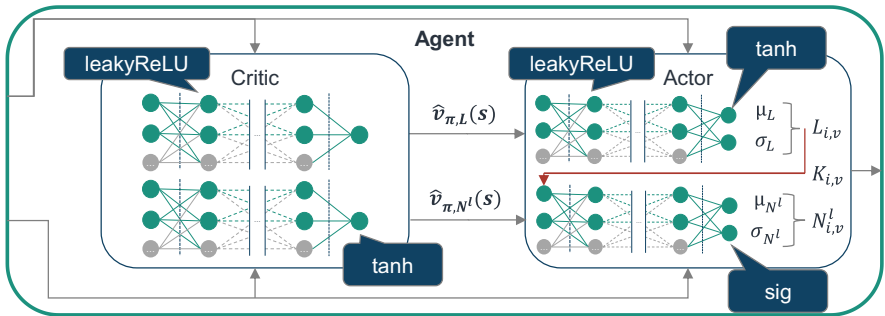 Agent
leakyReLU
Critic
...
...
tanh
v̂π,L(s)
v̂π,Nˡ(s)
leakyReLU
Actor
tanh
...
...
μL
σL
Li,v
Ki,v
μNˡ
σNˡ
Nˡi,v
sig